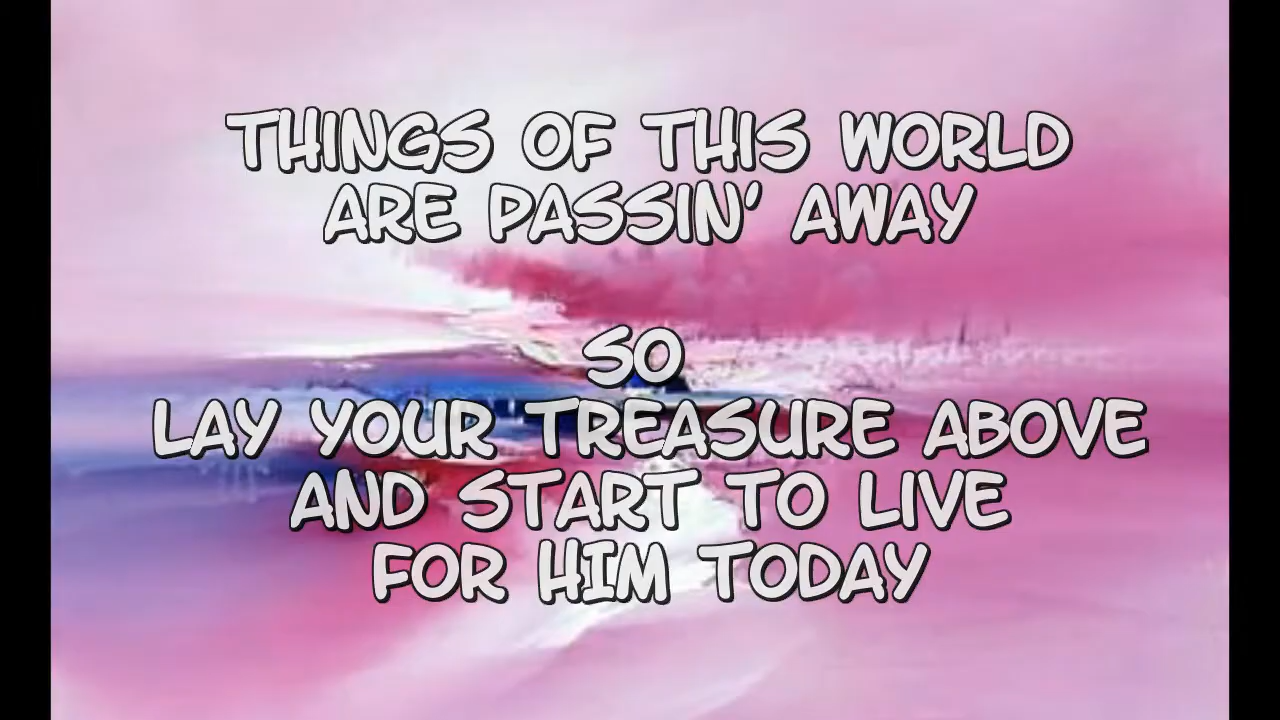 THINGS OF THIS WORLD
ARE PASSIN' AWAY
SO
LAY YOUR TREASURE ABOVE
AND START TO LIVE
FOR HIM TODAY